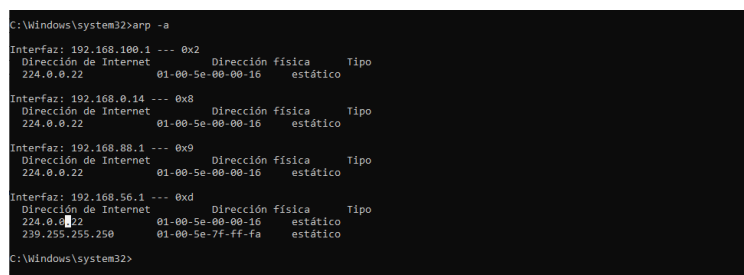 C:\Windows\system32>arp -a
Interfaz: 192.168.100.1 --- 0x2
Dirección de Internet Dirección física Tipo
224.0.0.22 01-00-5e-00-00-16 estático
Interfaz: 192.168.0.14 --- 0x8
Dirección de Internet Dirección física Tipo
224.0.0.22 01-00-5e-00-00-16 estático
Interfaz: 192.168.88.1 --- 0x9
Dirección de Internet Dirección física Tipo
224.0.0.22 01-00-5e-00-00-16 estático
Interfaz: 192.168.56.1 --- 0xd
Dirección de Internet Dirección física Tipo
224.0.0.22 01-00-5e-00-00-16 estático
239.255.255.250 01-00-5e-7f-ff-fa estático
C:\Windows\system32>